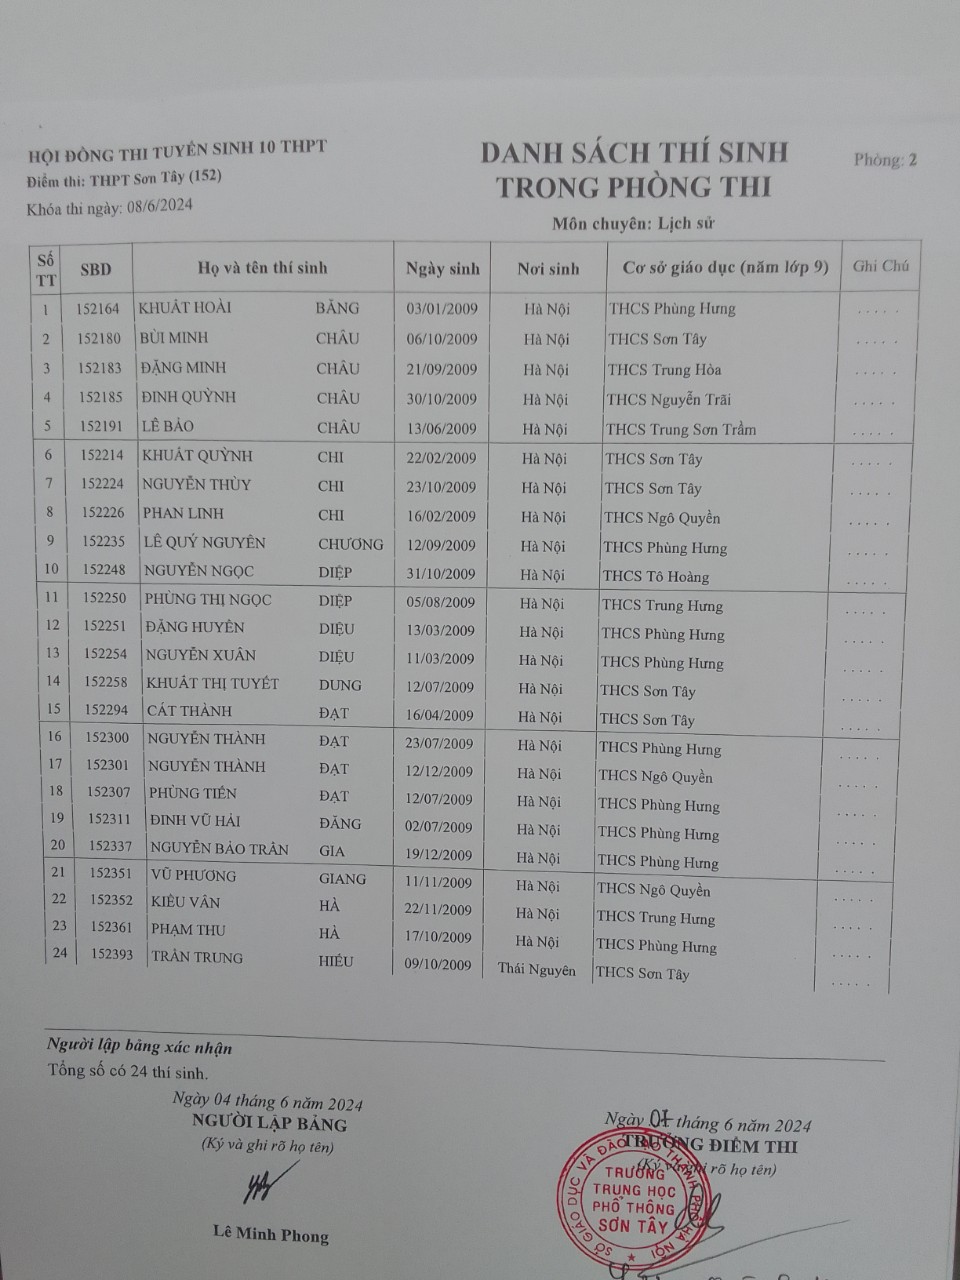 HỘI ĐỒNG THI TUYỂN SINH 10 THPT
Điểm thi: THPT Sơn Tây (152)
Khóa thi ngày: 08/6/2024
DANH SÁCH THÍ SINH
TRONG PHÒNG THI
Môn chuyên: Lịch sử
Phòng: 2
Số TT SBD Họ và tên thí sinh Ngày sinh Nơi sinh Cơ sở giáo dục (năm lớp 9) Ghi Chú
1 152164 KHUẤT HOÀI BĂNG 03/01/2009 Hà Nội THCS Phùng Hưng .....
2 152180 BÙI MINH CHÂU 06/10/2009 Hà Nội THCS Sơn Tây .....
3 152183 ĐẶNG MINH CHÂU 21/09/2009 Hà Nội THCS Trung Hòa .....
4 152185 ĐINH QUỲNH CHÂU 30/10/2009 Hà Nội THCS Nguyễn Trãi .....
5 152191 LÊ BẢO CHÂU 13/06/2009 Hà Nội THCS Trung Sơn Trầm .....
6 152214 KHUẤT QUỲNH CHI 22/02/2009 Hà Nội THCS Sơn Tây .....
7 152224 NGUYỄN THÙY CHI 23/10/2009 Hà Nội THCS Sơn Tây .....
8 152226 PHAN LINH CHI 16/02/2009 Hà Nội THCS Ngô Quyền .....
9 152235 LÊ QUÝ NGUYÊN CHƯƠNG 12/09/2009 Hà Nội THCS Phùng Hưng .....
10 152248 NGUYỄN NGỌC DIỆP 31/10/2009 Hà Nội THCS Tô Hoàng .....
11 152250 PHÙNG THỊ NGỌC DIỆP 05/08/2009 Hà Nội THCS Trung Hưng .....
12 152251 ĐẶNG HUYỀN DIỆU 13/03/2009 Hà Nội THCS Phùng Hưng .....
13 152254 NGUYỄN XUÂN DIỆU 11/03/2009 Hà Nội THCS Phùng Hưng .....
14 152258 KHUẤT THỊ TUYẾT DUNG 12/07/2009 Hà Nội THCS Sơn Tây .....
15 152294 CÁT THÀNH ĐẠT 16/04/2009 Hà Nội THCS Sơn Tây .....
16 152300 NGUYỄN THÀNH ĐẠT 23/07/2009 Hà Nội THCS Phùng Hưng .....
17 152301 NGUYỄN THÀNH ĐẠT 12/12/2009 Hà Nội THCS Ngô Quyền .....
18 152307 PHÙNG TIẾN ĐẠT 12/07/2009 Hà Nội THCS Phùng Hưng .....
19 152311 ĐINH VŨ HẢI ĐĂNG 02/07/2009 Hà Nội THCS Phùng Hưng .....
20 152337 NGUYỄN BẢO TRÂN GIA 19/12/2009 Hà Nội THCS Phùng Hưng .....
21 152351 VŨ PHƯƠNG GIANG 11/11/2009 Hà Nội THCS Ngô Quyền .....
22 152352 KIỀU VÂN HÀ 22/11/2009 Hà Nội THCS Trung Hưng .....
23 152361 PHẠM THU HÀ 17/10/2009 Hà Nội THCS Phùng Hưng .....
24 152393 TRẦN TRUNG HIẾU 09/10/2009 Thái Nguyên THCS Sơn Tây .....
Người lập bảng xác nhận
Tổng số có 24 thí sinh.
Ngày 04 tháng 6 năm 2024
NGƯỜI LẬP BẢNG
(Ký và ghi rõ họ tên)
Lê Minh Phong
Ngày 07 tháng 6 năm 2024
TRƯỞNG ĐIỂM THI
(Ký và ghi rõ họ tên)
SỞ GIÁO DỤC VÀ ĐÀO TẠO THÀNH PHỐ HÀ NỘI
TRƯỜNG
TRUNG HỌC
PHỔ THÔNG
SƠN TÂY